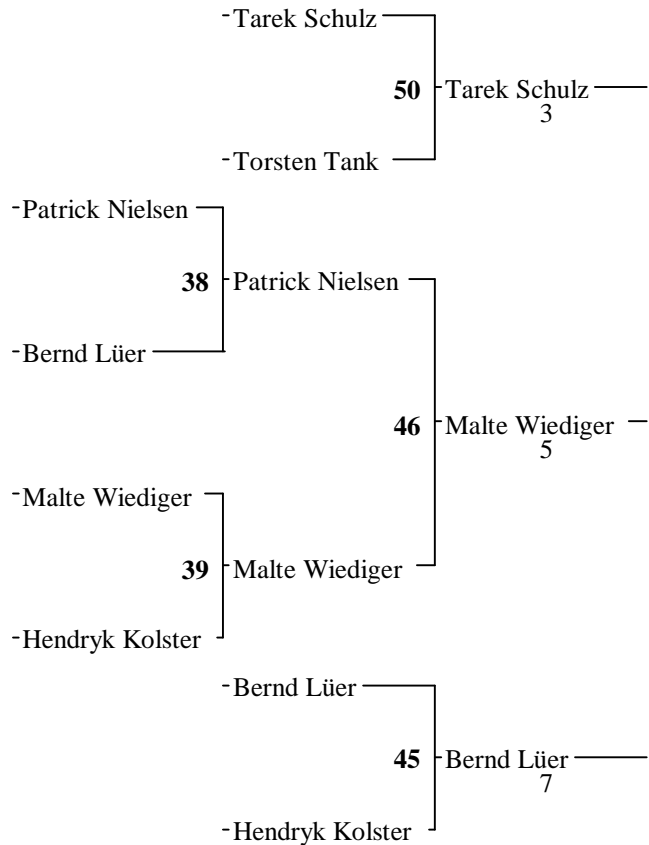 Tarek Schulz
50 Tarek Schulz
3
Torsten Tank
Patrick Nielsen
38 Patrick Nielsen
Bernd Lüer
46 Malte Wiediger
5
Malte Wiediger
39 Malte Wiediger
Hendryk Kolster
Bernd Lüer
45 Bernd Lüer
7
Hendryk Kolster